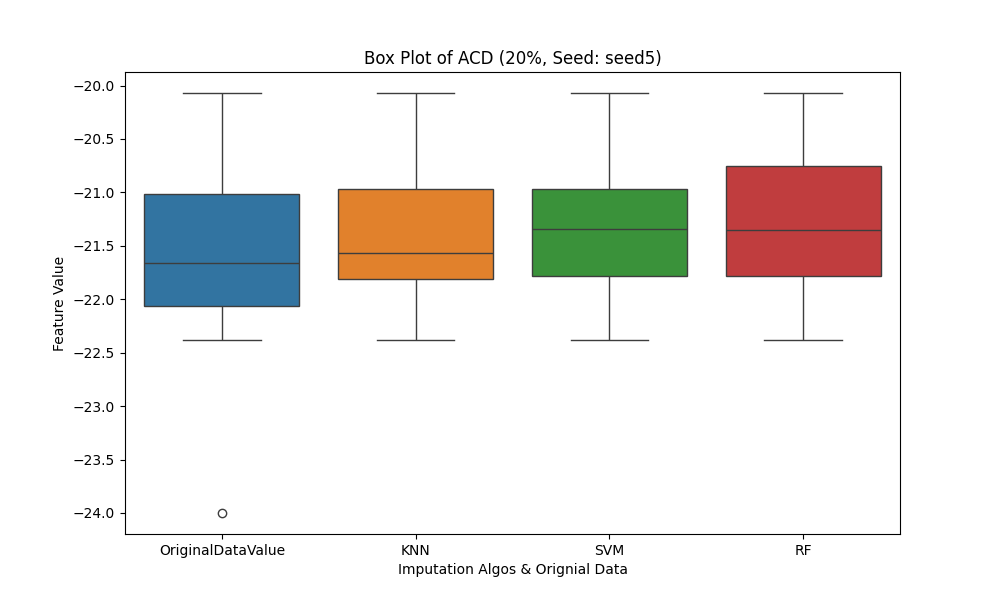 Box Plot of ACD (20%, Seed: seed5)
−20.0
−20.5
−21.0
−21.5
−22.0
−22.5
−23.0
−23.5
−24.0
Feature Value
OriginalDataValue
KNN
SVM
RF
Imputation Algos & Orignial Data